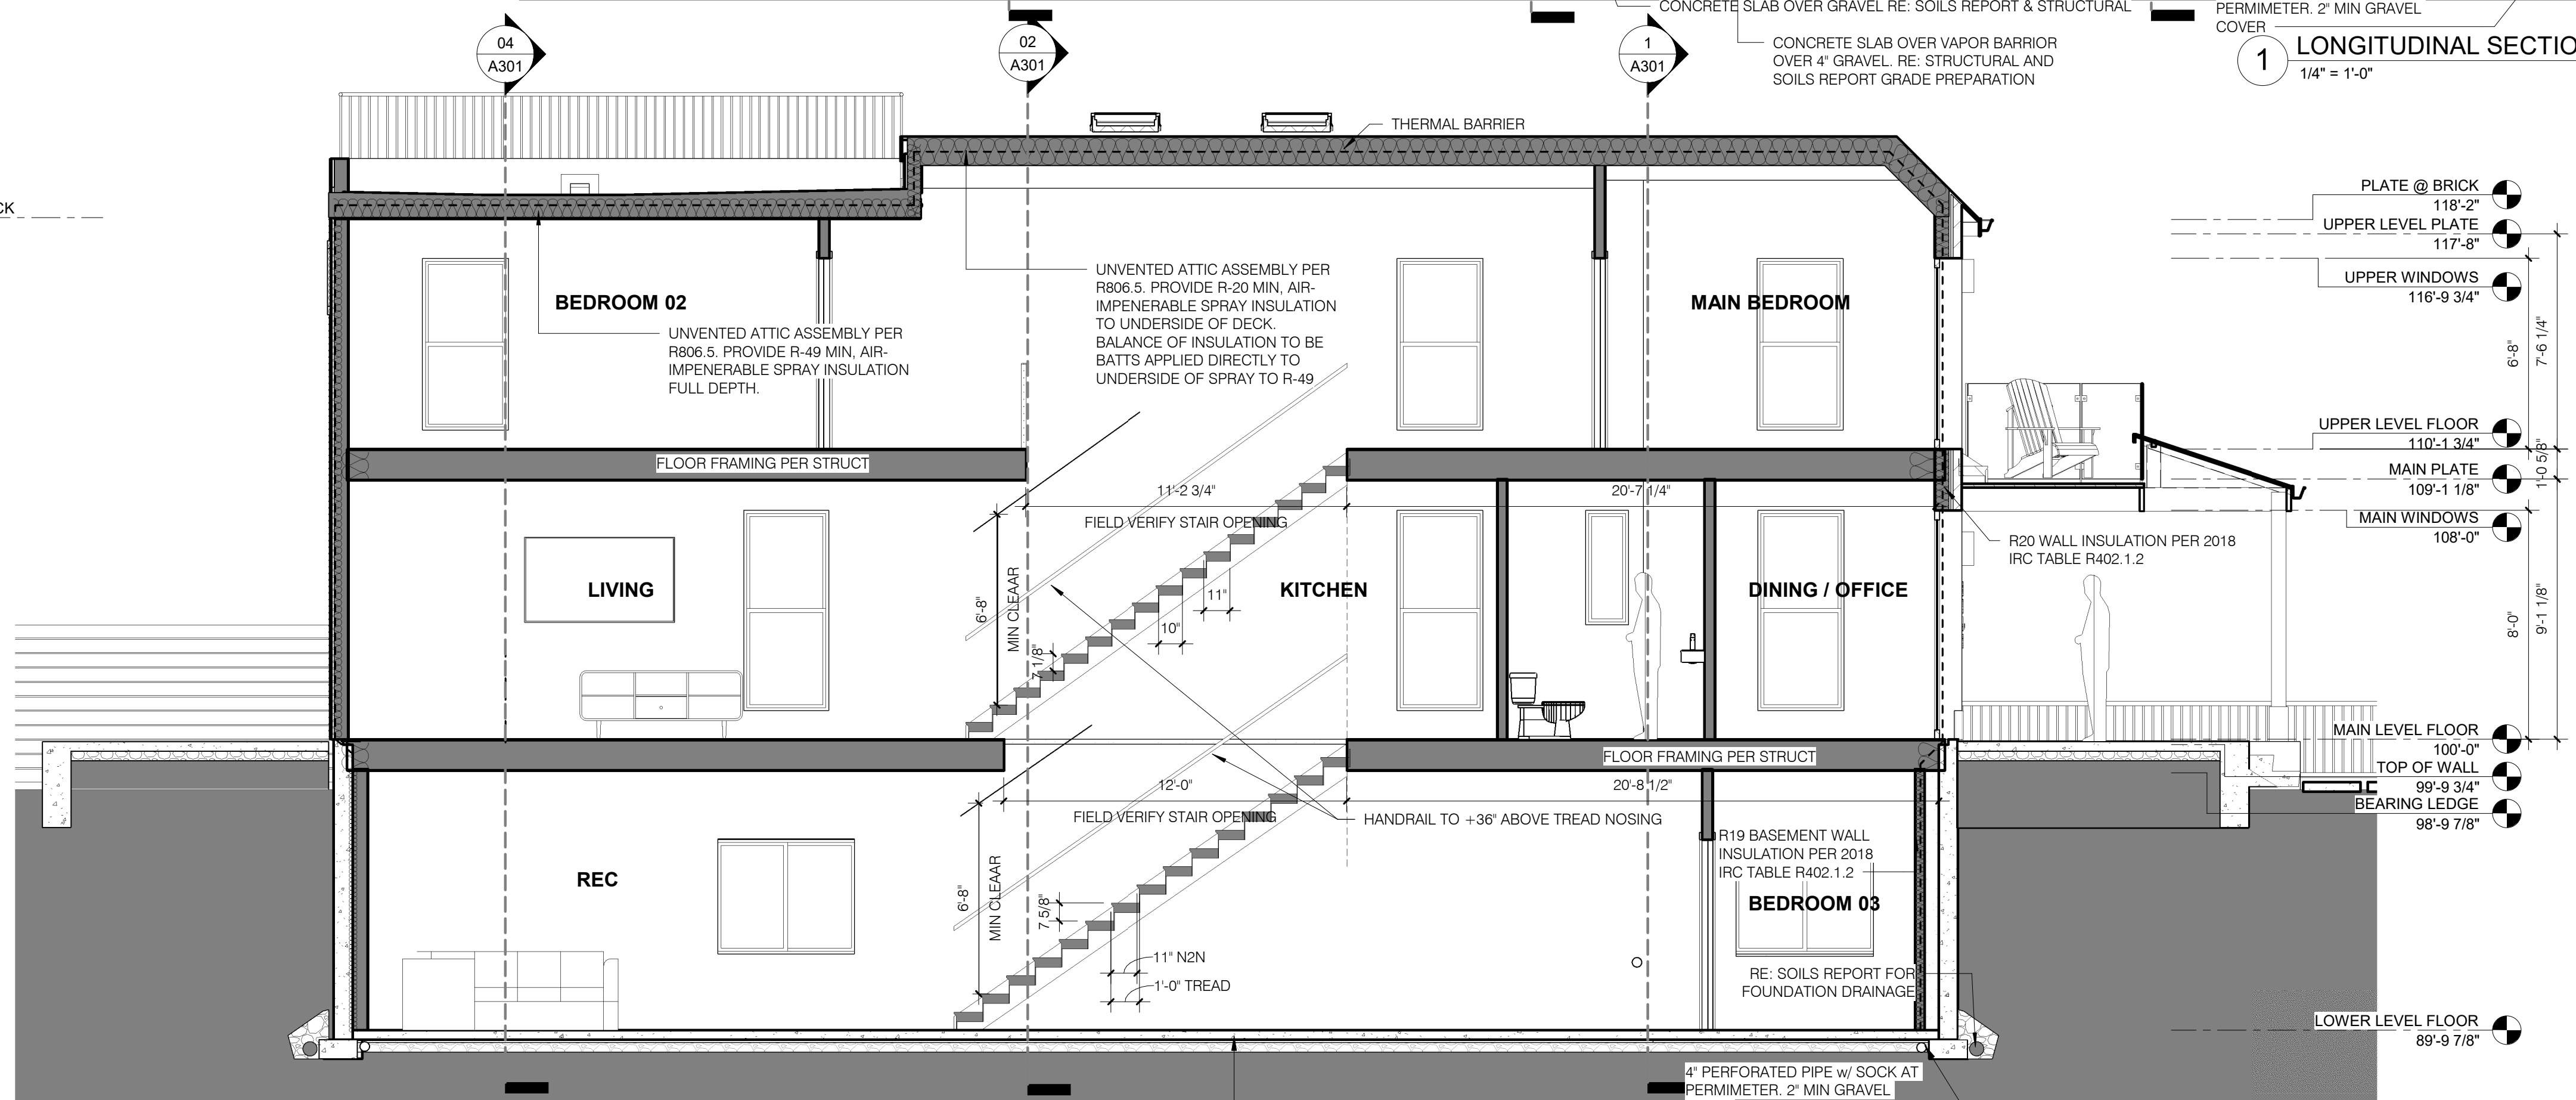 CONCRETE SLAB OVER GRAVEL RE: SOILS REPORT & STRUCTURAL
PERMIMETER. 2" MIN GRAVEL
COVER
CONCRETE SLAB OVER VAPOR BARRIOR
OVER 4" GRAVEL. RE: STRUCTURAL AND
SOILS REPORT GRADE PREPARATION
1
LONGITUDINAL SECTIO
1/4" = 1'-0"
04
A301
02
A301
1
A301
THERMAL BARRIER
CK
PLATE @ BRICK
118'-2"
UPPER LEVEL PLATE
117'-8"
UPPER WINDOWS
116'-9 3/4"
6'-8"
7'-6 1/4"
BEDROOM 02
UNVENTED ATTIC ASSEMBLY PER
R806.5. PROVIDE R-49 MIN, AIR-
IMPENERABLE SPRAY INSULATION
FULL DEPTH.
UNVENTED ATTIC ASSEMBLY PER
R806.5. PROVIDE R-20 MIN, AIR-
IMPENERABLE SPRAY INSULATION
TO UNDERSIDE OF DECK.
BALANCE OF INSULATION TO BE
BATTS APPLIED DIRECTLY TO
UNDERSIDE OF SPRAY TO R-49
MAIN BEDROOM
UPPER LEVEL FLOOR
110'-1 3/4"
1'-0 5/8"
MAIN PLATE
109'-1 1/8"
MAIN WINDOWS
108'-0"
FLOOR FRAMING PER STRUCT
11'-2 3/4"
20'-7 1/4"
FIELD VERIFY STAIR OPENING
R20 WALL INSULATION PER 2018
IRC TABLE R402.1.2
LIVING
6'-8"
MIN CLEAAR
7 1/8"
10"
11"
KITCHEN
DINING / OFFICE
8'-0"
9'-1 1/8"
MAIN LEVEL FLOOR
100'-0"
TOP OF WALL
99'-9 3/4"
BEARING LEDGE
98'-9 7/8"
FLOOR FRAMING PER STRUCT
12'-0"
20'-8 1/2"
FIELD VERIFY STAIR OPENING
HANDRAIL TO +36" ABOVE TREAD NOSING
R19 BASEMENT WALL
INSULATION PER 2018
IRC TABLE R402.1.2
REC
6'-8"
MIN CLEAAR
7 5/8"
BEDROOM 03
11" N2N
1'-0" TREAD
RE: SOILS REPORT FOR
FOUNDATION DRAINAGE
LOWER LEVEL FLOOR
89'-9 7/8"
4" PERFORATED PIPE w/ SOCK AT
PERMIMETER. 2" MIN GRAVEL